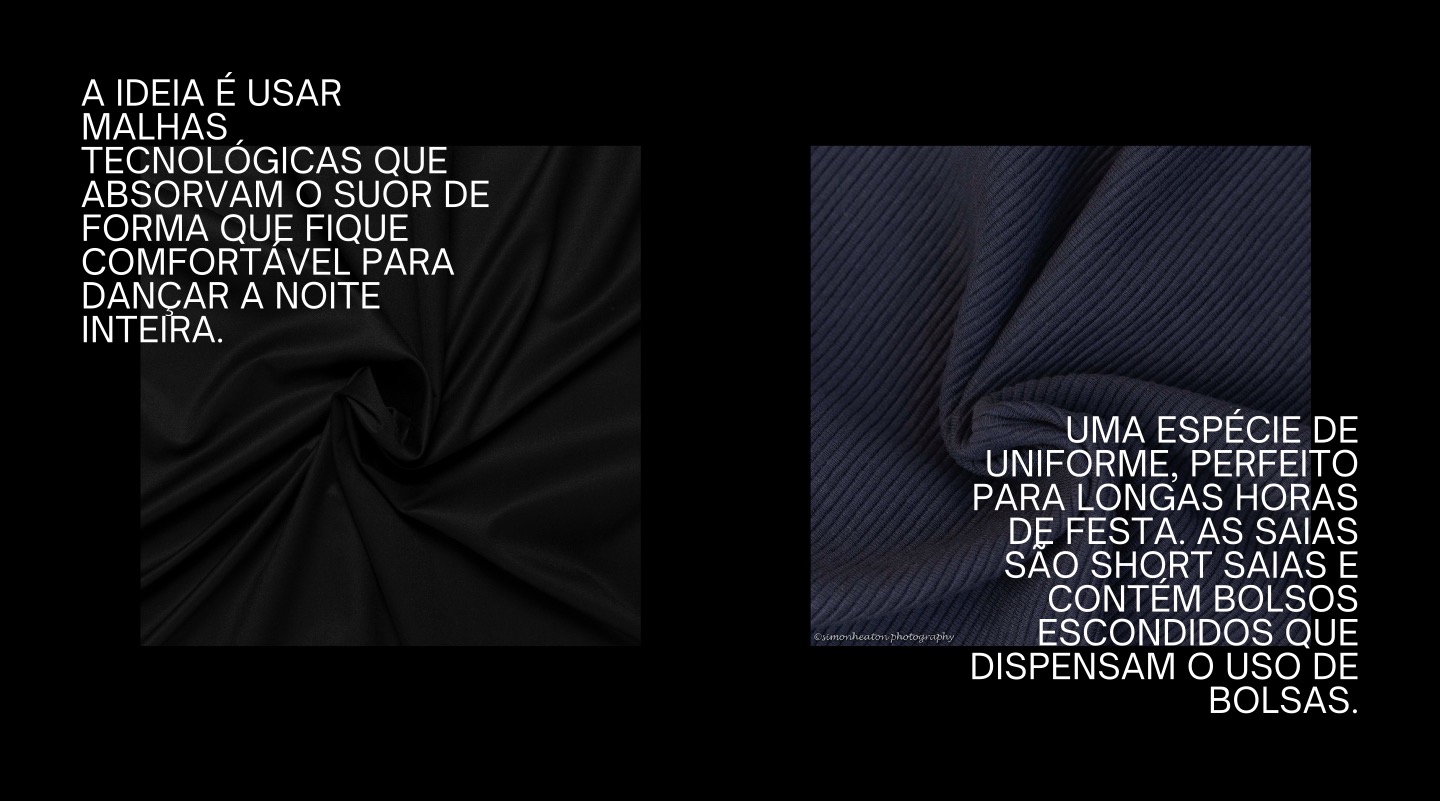 A IDEIA É USAR
MALHAS
TECNOLÓGICAS QUE
ABSORVAM O SUOR DE
FORMA QUE FIQUE
COMFORTÁVEL PARA
DANÇAR A NOITE
INTEIRA.
UMA ESPÉCIE DE
UNIFORME, PERFEITO
PARA LONGAS HORAS
DE FESTA. AS SAIAS
SÃO SHORT SAIAS E
CONTÉM BOLSOS
ESCONDIDOS QUE
DISPENSAM O USO DE
BOLSAS.
©simonheaton photography